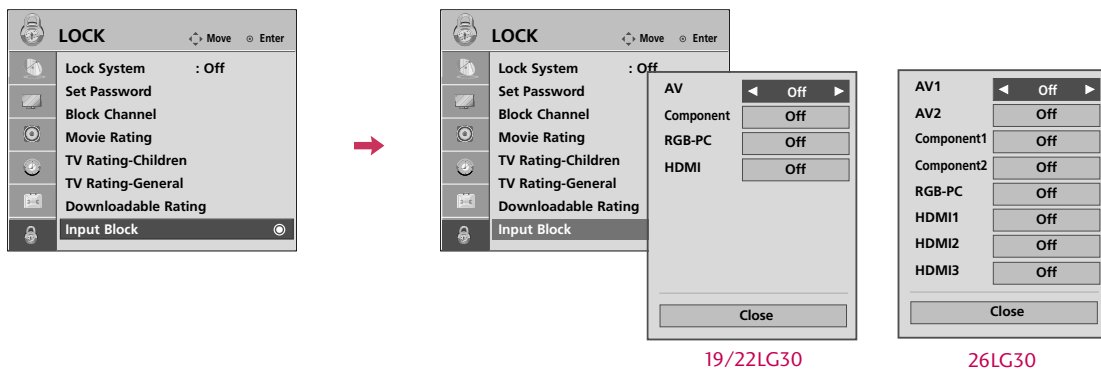 LOCK Move Enter
Lock System : Off
Set Password
Block Channel
Movie Rating
TV Rating-Children
TV Rating-General
Downloadable Rating
Input Block
LOCK Move Enter
Lock System : Off
Set Password
Block Channel
Movie Rating
TV Rating-Children
TV Rating-General
Downloadable Rating
Input Block
AV Off
Component Off
RGB-PC Off
HDMI Off
Close
19/22LG30
AV1 Off
AV2 Off
Component1 Off
Component2 Off
RGB-PC Off
HDMI1 Off
HDMI2 Off
HDMI3 Off
Close
26LG30